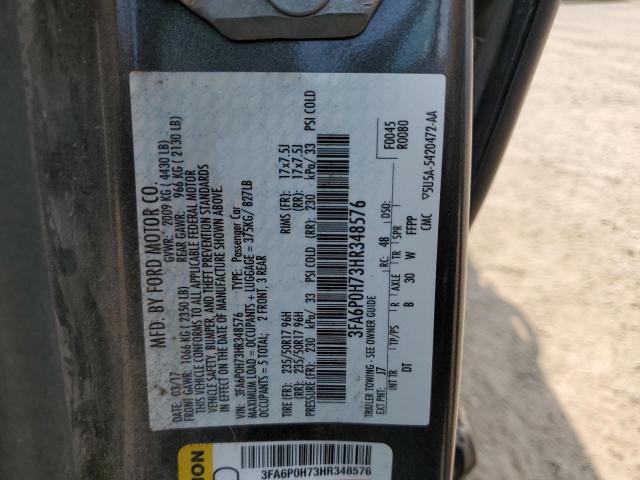 MFD. BY FORD MOTOR CO.
DATE: 03/17 GVWR: 2009 KG ( 4430 LB)
FRONT GAWR: 1066 KG ( 2350 LB) REAR GAWR: 966 KG ( 2130 LB)
THIS VEHICLE CONFORMS TO ALL APPLICABLE FEDERAL MOTOR
VEHICLE SAFETY, BUMPER, AND THEFT PREVENTION STANDARDS
IN EFFECT ON THE DATE OF MANUFACTURE SHOWN ABOVE.
VIN: 3FA6P0H73HR348576 TYPE: Passenger Car
MAXIMUM LOAD = OCCUPANTS + LUGGAGE = 375KG/ 827LB
OCCUPANTS = 5 TOTAL: 2 FRONT, 3 REAR
TIRE (FR): 235/50R17 96H RIMS (FR): 17x7.5J
(RR): 235/50R17 96H (RR): 17x7.5J
PRESSURE (FR): 230 kPa/ 33 PSI COLD (RR): 230 kPa/ 33 PSI COLD
3FA6P0H73HR348576
TRAILER TOWING - SEE OWNER GUIDE
F0045
R0080
EXT PNT: J7 RC: 48 DSO:
INT TR TP/PS R AXLE TR SPR
DT B 30 W FFPP
CMC 5U5A-5420472-AA
3FA6P0H73HR348576